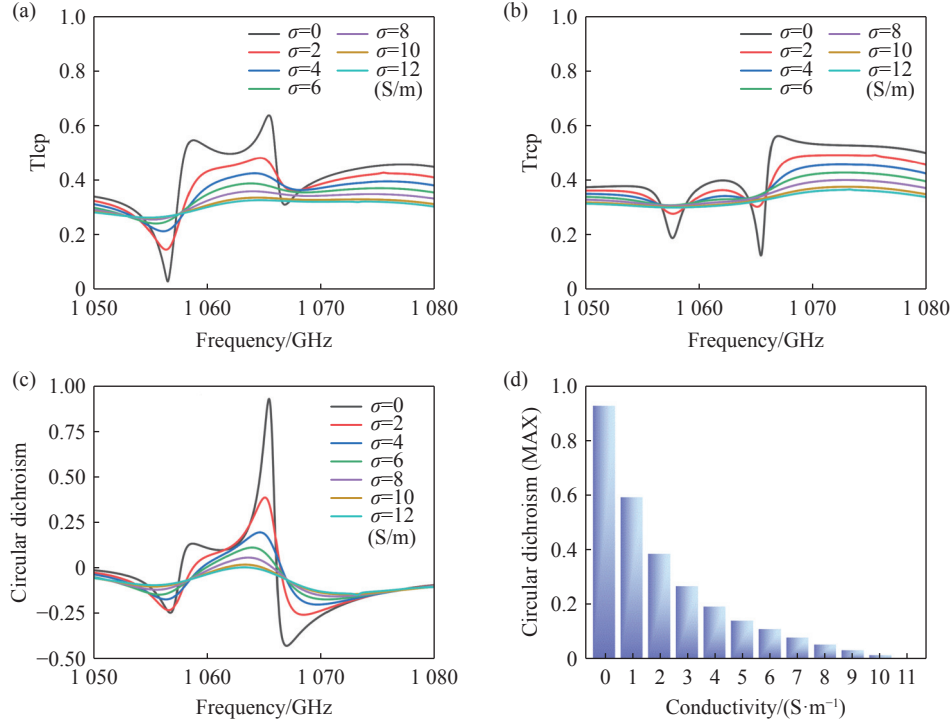 (a)
1.0
0.8
0.6
0.4
0.2
0
Tlcp
σ=0
σ=2
σ=4
σ=6
σ=8
σ=10
σ=12
(S/m)
1 050
1 060
1 070
1 080
Frequency/GHz
(b)
1.0
0.8
0.6
0.4
0.2
0
Trcp
σ=0
σ=2
σ=4
σ=6
σ=8
σ=10
σ=12
(S/m)
1 050
1 060
1 070
1 080
Frequency/GHz
(c)
1.00
0.75
0.50
0.25
0
−0.25
−0.50
Circular dichroism
σ=0
σ=2
σ=4
σ=6
σ=8
σ=10
σ=12
(S/m)
1 050
1 060
1 070
1 080
Frequency/GHz
(d)
1.0
0.8
0.6
0.4
0.2
0
Circular dichroism (MAX)
0 1 2 3 4 5 6 7 8 9 10 11
Conductivity/(S·m⁻¹)